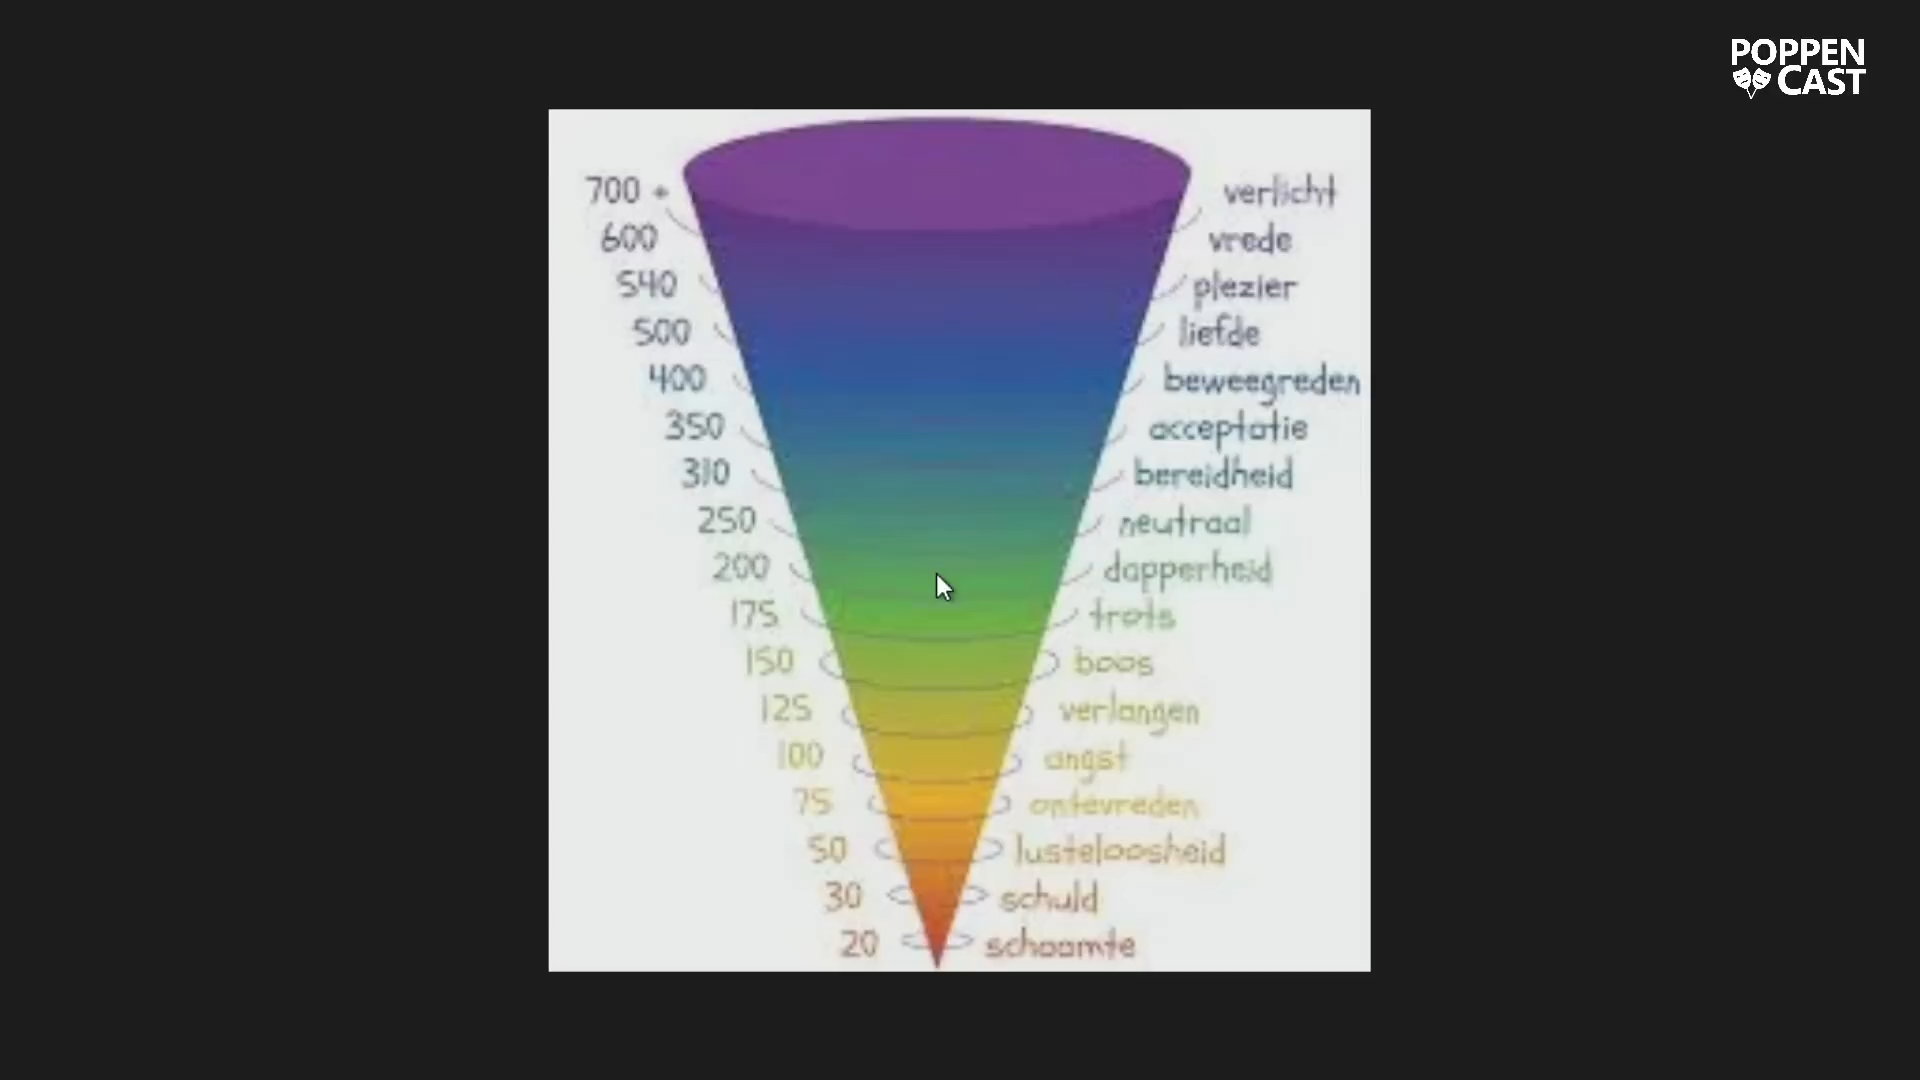 POPPEN
CAST
700 + verlicht
600 vrede
540 plezier
500 liefde
400 beweegreden
350 acceptatie
310 bereidheid
250 neutraal
200 dapperheid
175 trots
150 boos
125 verlangen
100 angst
75 ontevreden
50 lusteloosheid
30 schuld
20 schaamte